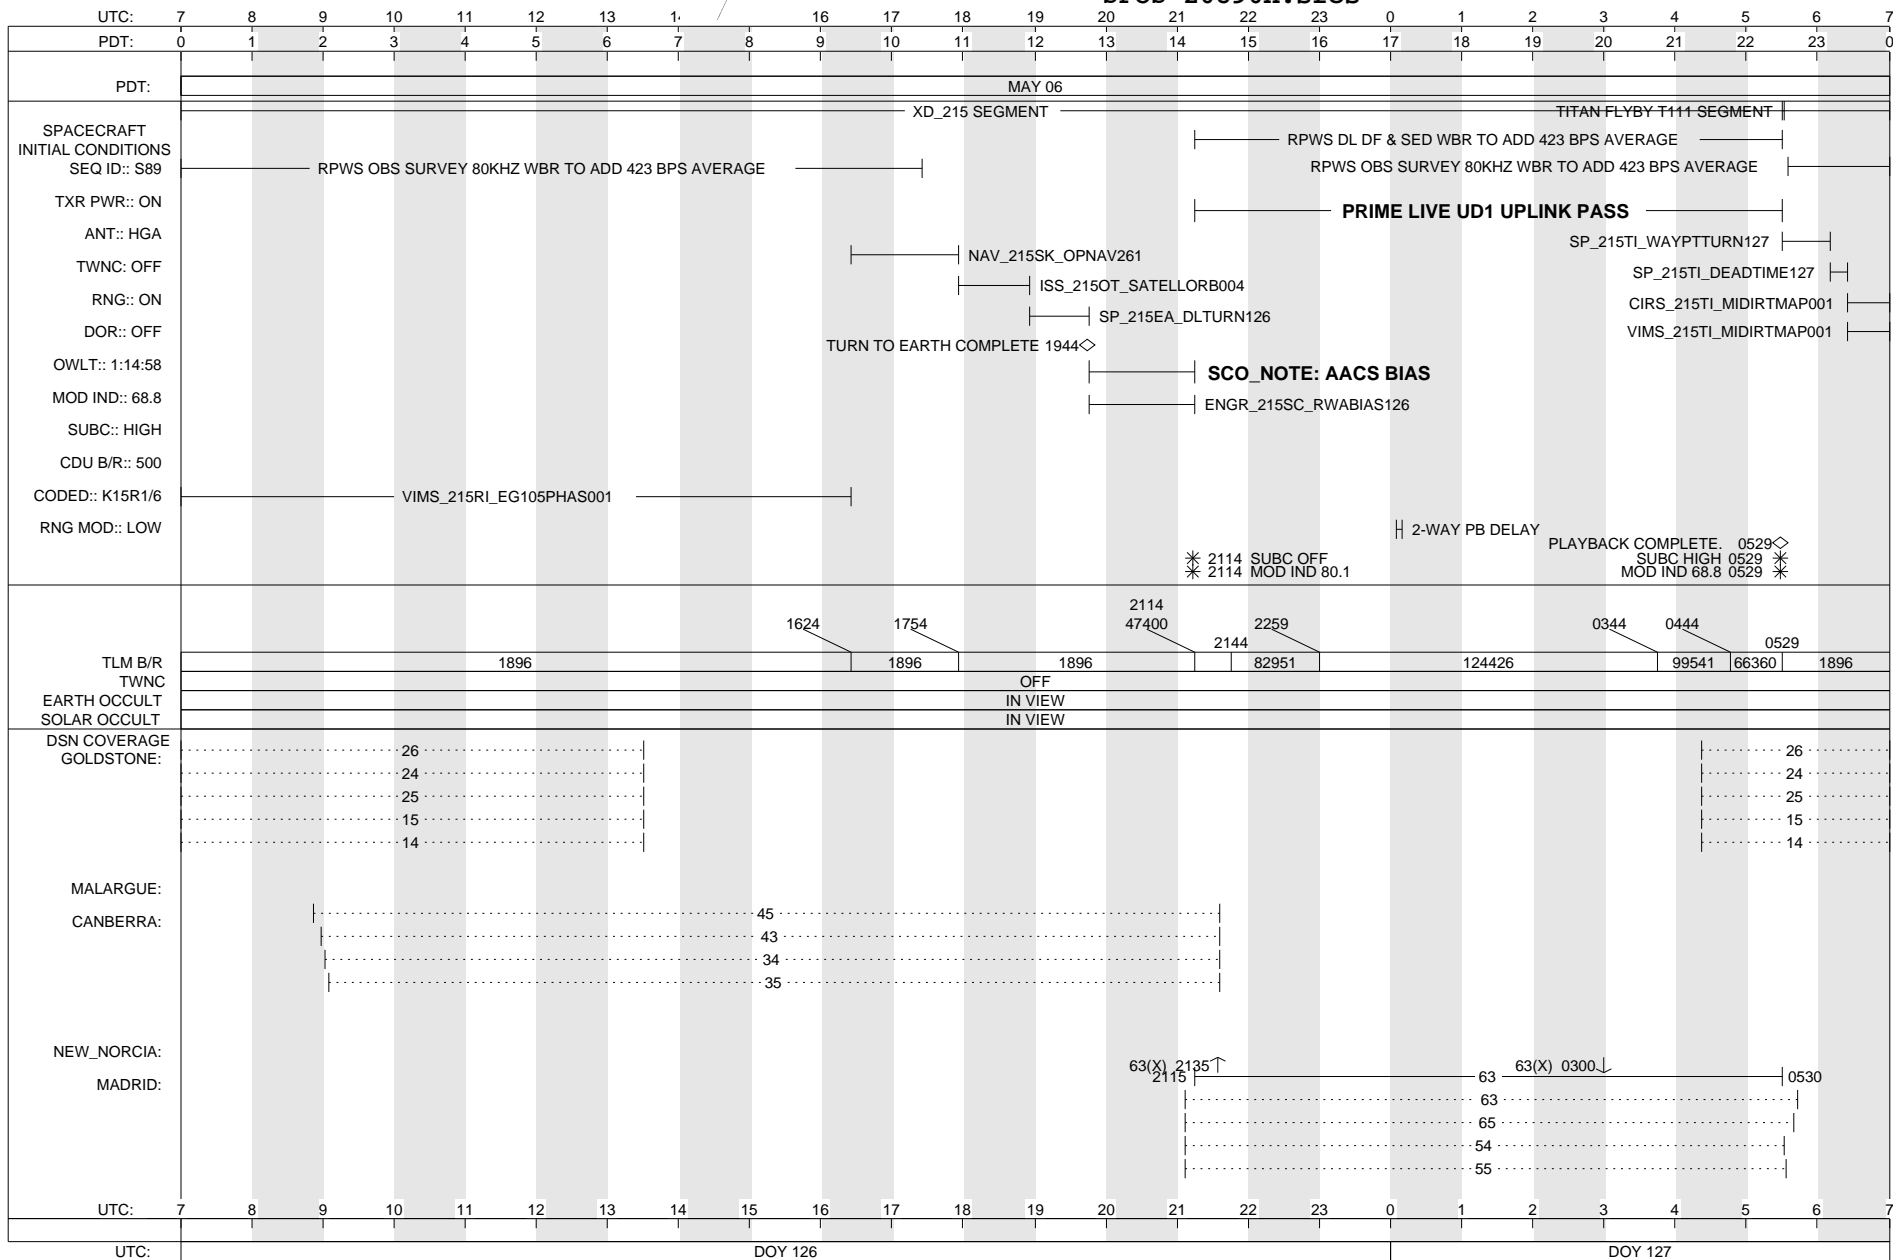 UTC: 7 8 9 10 11 12 13 16 17 18 19 20 21 22 23 0 1 2 3 4 5 6 7
PDT: 0 1 2 3 4 5 6 7 8 9 10 11 12 13 14 15 16 17 18 19 20 21 22 23 0
PDT: MAY 06
XD_215 SEGMENT TITAN FLYBY T111 SEGMENT
SPACECRAFT
INITIAL CONDITIONS
RPWS DL DF & SED WBR TO ADD 423 BPS AVERAGE
SEQ ID:: S89 RPWS OBS SURVEY 80KHZ WBR TO ADD 423 BPS AVERAGE RPWS OBS SURVEY 80KHZ WBR TO ADD 423 BPS AVERAGE
TXR PWR:: ON PRIME LIVE UD1 UPLINK PASS
ANT:: HGA SP_215TI_WAYPTTURN127
NAV_215SK_OPNAV261
TWNC: OFF SP_215TI_DEADTIME127
ISS_215OT_SATELLORB004
RNG:: ON CIRS_215TI_MIDIRTMAP001
SP_215EA_DLTURN126
DOR:: OFF VIMS_215TI_MIDIRTMAP001
TURN TO EARTH COMPLETE 1944
OWLT:: 1:14:58 SCO_NOTE: AACS BIAS
MOD IND:: 68.8 ENGR_215SC_RWABIAS126
SUBC:: HIGH
CDU B/R:: 500
CODED:: K15R1/6 VIMS_215RI_EG105PHAS001
RNG MOD:: LOW 2-WAY PB DELAY
PLAYBACK COMPLETE. 0529
2114 SUBC OFF SUBC HIGH 0529
2114 MOD IND 80.1 MOD IND 68.8 0529
2114
1624 1754 47400 2259 0344 0444
2144 0529
TLM B/R 1896 1896 1896 82951 124426 99541 66360 1896
TWNC OFF
EARTH OCCULT IN VIEW
SOLAR OCCULT IN VIEW
DSN COVERAGE
GOLDSTONE: 26 26
24 24
25 25
15 15
14 14
MALARGUE:
CANBERRA: 45
43
34
35
NEW_NORCIA:
63(X) 2135 63(X) 0300
MADRID: 2115 63 0530
63
65
54
55
UTC: 7 8 9 10 11 12 13 14 15 16 17 18 19 20 21 22 23 0 1 2 3 4 5 6 7
UTC: DOY 126 DOY 127